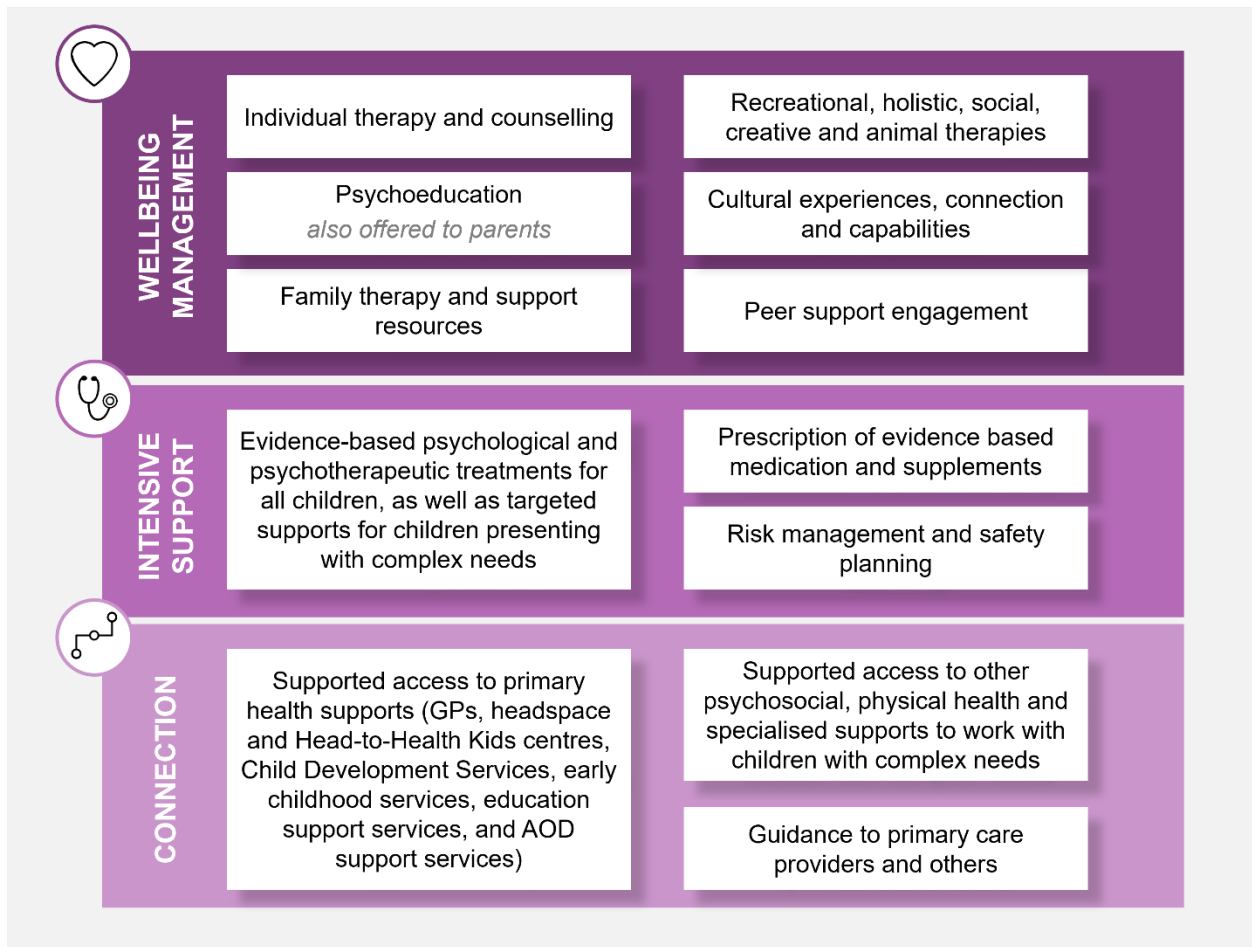 WELLBEING
MANAGEMENT
Individual therapy and counselling
Psychoeducation
also offered to parents
Family therapy and support
resources
Recreational, holistic, social,
creative and animal therapies
Cultural experiences, connection
and capabilities
Peer support engagement
INTENSIVE
SUPPORT
Evidence-based psychological and
psychotherapeutic treatments for
all children, as well as targeted
supports for children presenting
with complex needs
Prescription of evidence based
medication and supplements
Risk management and safety
planning
CONNECTION
Supported access to primary
health supports (GPs, headspace
and Head-to-Health Kids centres,
Child Development Services, early
childhood services, education
support services, and AOD
support services)
Supported access to other
psychosocial, physical health and
specialised supports to work with
children with complex needs
Guidance to primary care
providers and others